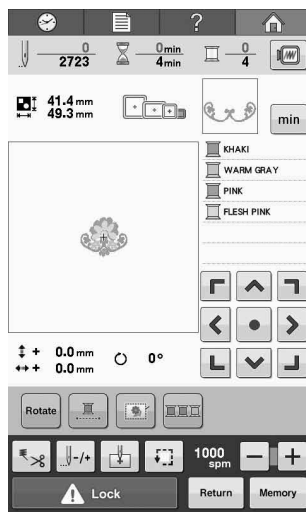 ?
0 0min 0
2723 4min 4
41.4 mm
49.3 mm
min
KHAKI
WARM GRAY
PINK
FLESH PINK
+ 0.0 mm 0°
+ 0.0 mm
Rotate
-/+ 1000 spm - +
Lock Return Memory